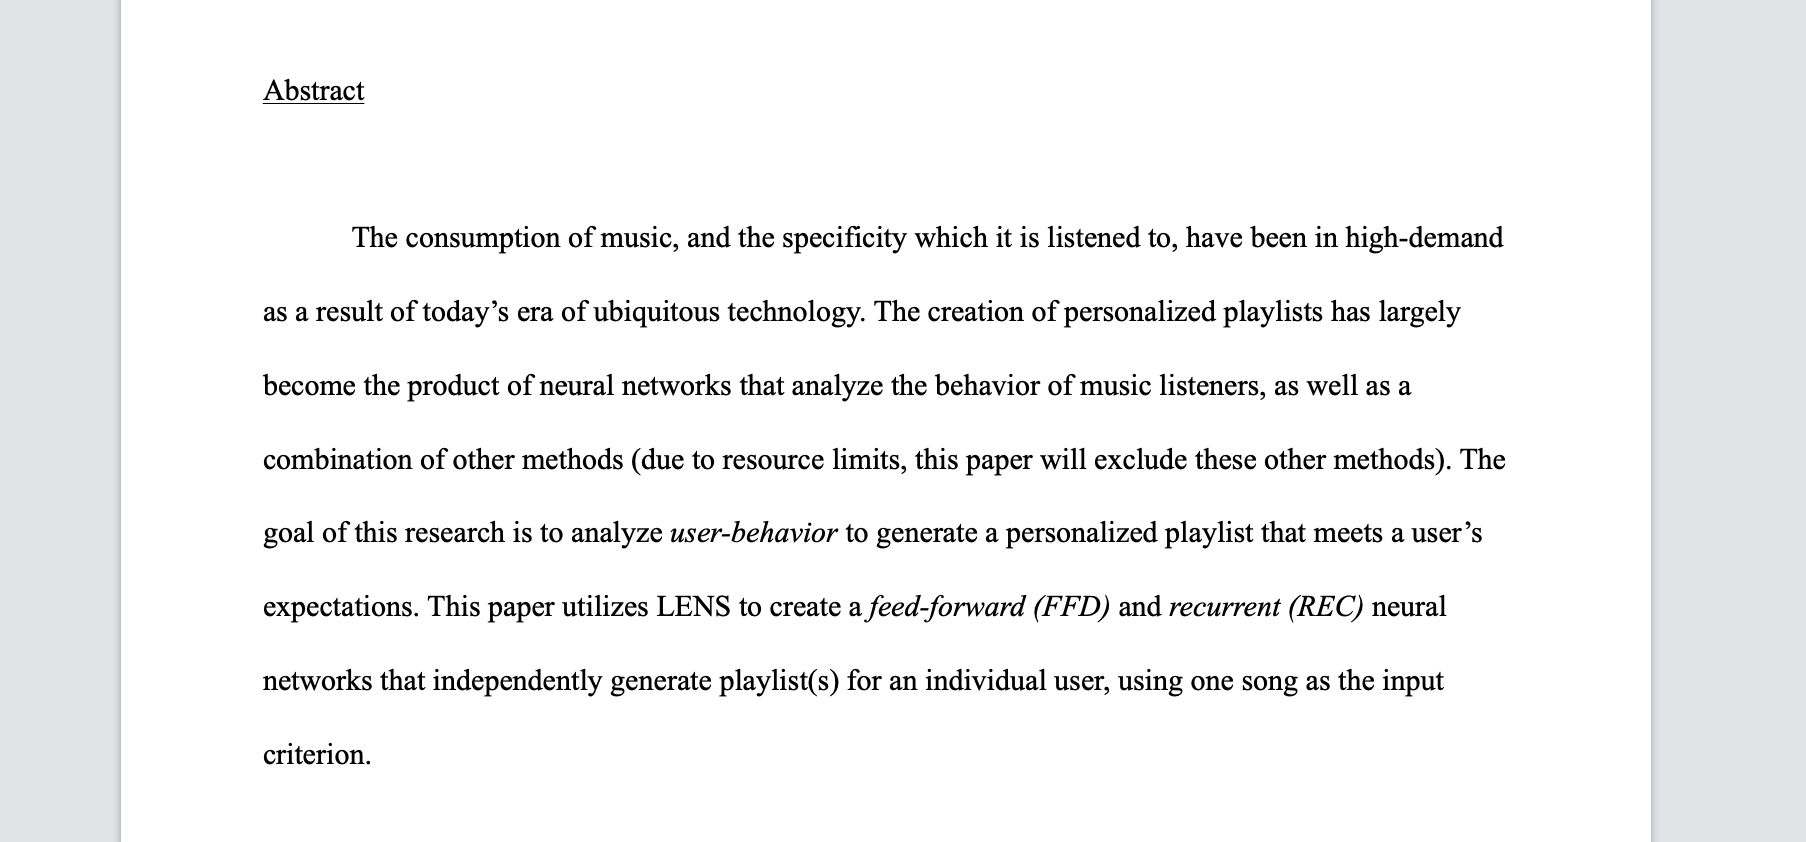 Abstract
The consumption of music, and the specificity which it is listened to, have been in high-demand
as a result of today’s era of ubiquitous technology. The creation of personalized playlists has largely
become the product of neural networks that analyze the behavior of music listeners, as well as a
combination of other methods (due to resource limits, this paper will exclude these other methods). The
goal of this research is to analyze user-behavior to generate a personalized playlist that meets a user’s
expectations. This paper utilizes LENS to create a feed-forward (FFD) and recurrent (REC) neural
networks that independently generate playlist(s) for an individual user, using one song as the input
criterion.